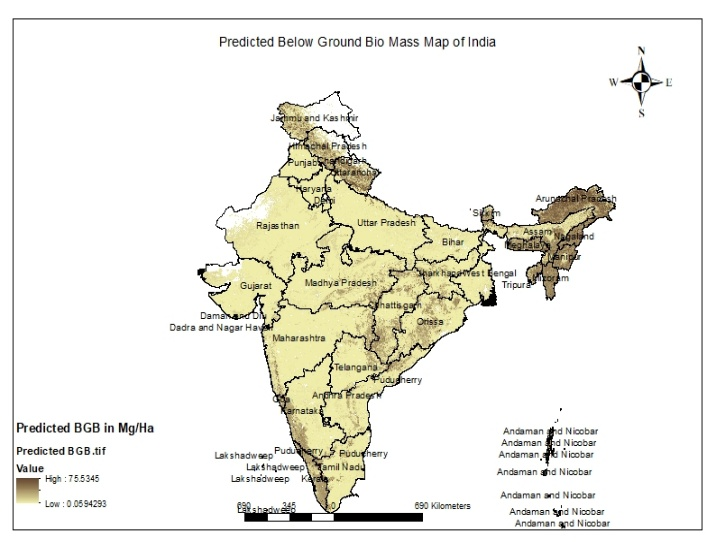 Predicted Below Ground Bio Mass Map of India
N
W E
S
Jammu and Kashmir
Himachal Pradesh
Punjab
Chandigarh
Uttaranchal
Haryana
Delhi
Rajasthan
Uttar Pradesh
Sikkim
Arunachal Pradesh
Assam
Nagaland
Meghalaya
Manipur
Bihar
Gujarat
Madhya Pradesh
Jharkhand
West Bengal
Tripura
Mizoram
Chhattisgarh
Orissa
Daman and Diu
Dadra and Nagar Haveli
Maharashtra
Telangana
Puducherry
Goa
Karnataka
Andhra Pradesh
Predicted BGB in Mg/Ha
Predicted BGB.tif
Value
High : 75.5345
Low : 0.0594293
Puducherry
Puducherry
Lakshadweep
Lakshadweep
Tamil Nadu
Lakshadweep
Kerala
Lakshadweep
690 345 0 690 Kilometers
Andaman and Nicobar
Andaman and Nicobar
Andaman and Nicobar
Andaman and Nicobar
Andaman and Nicobar
Andaman and Nicobar
Andaman and Nicobar